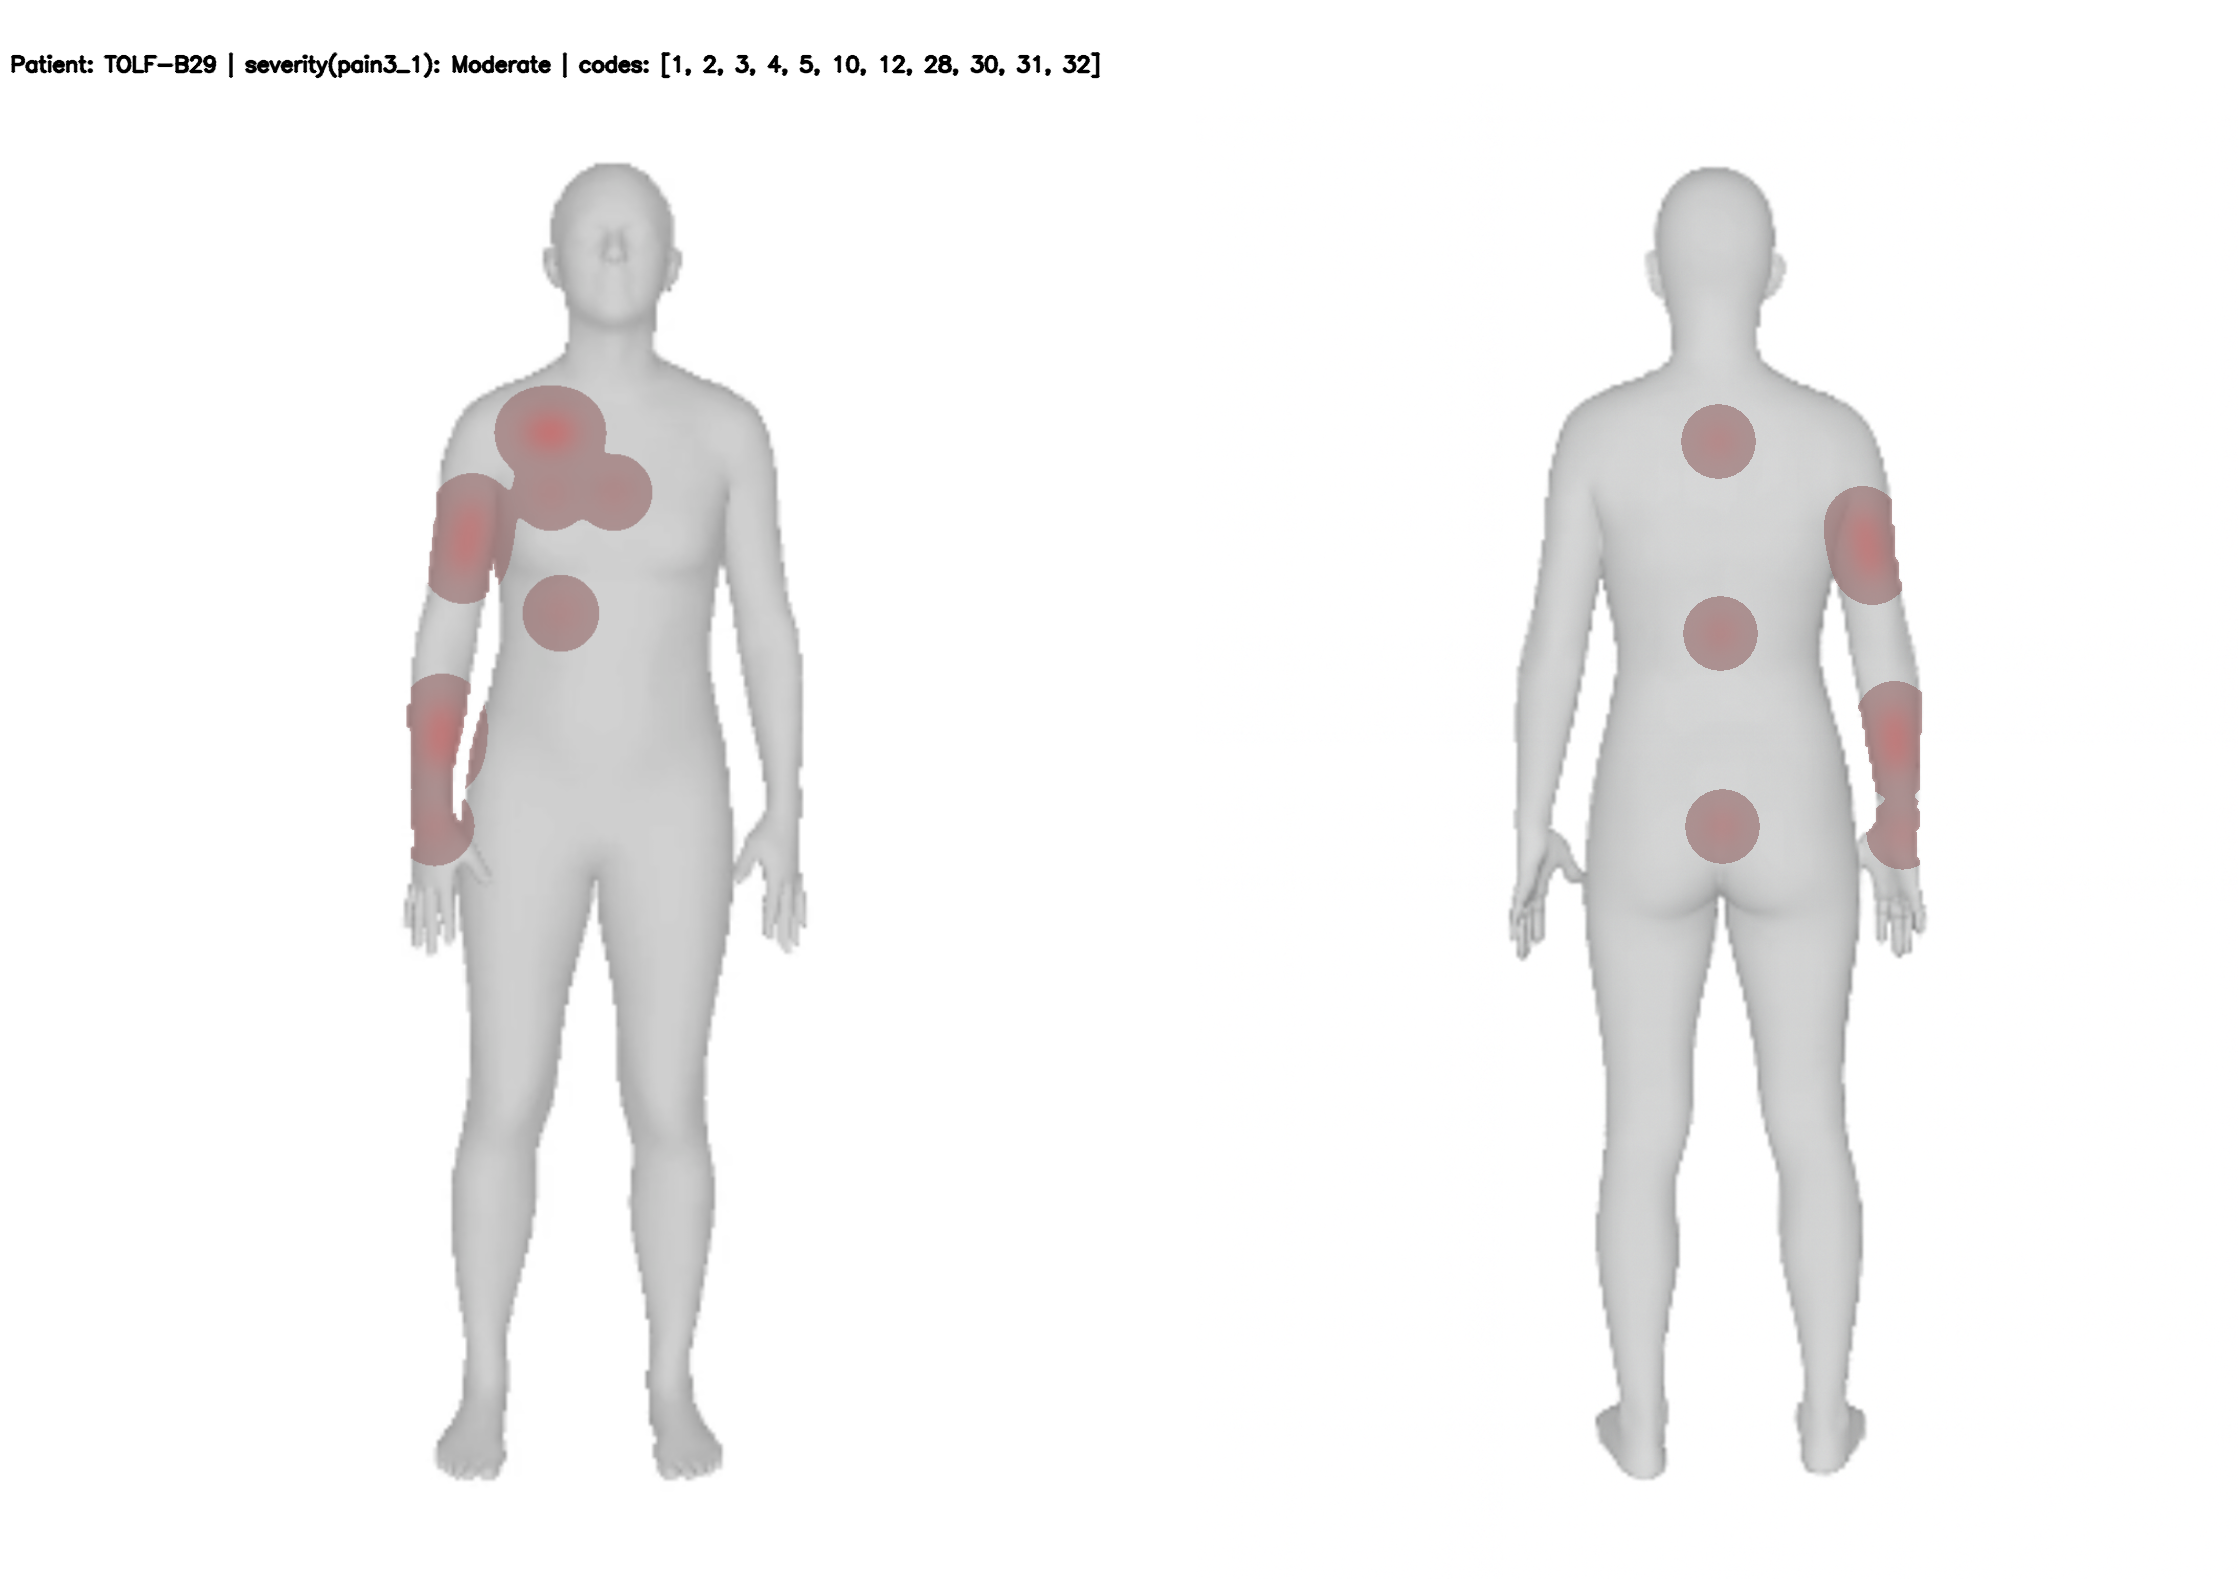 Patient: TOLF-B29 | severity(pain3_1): Moderate | codes: [1, 2, 3, 4, 5, 10, 12, 28, 30, 31, 32]